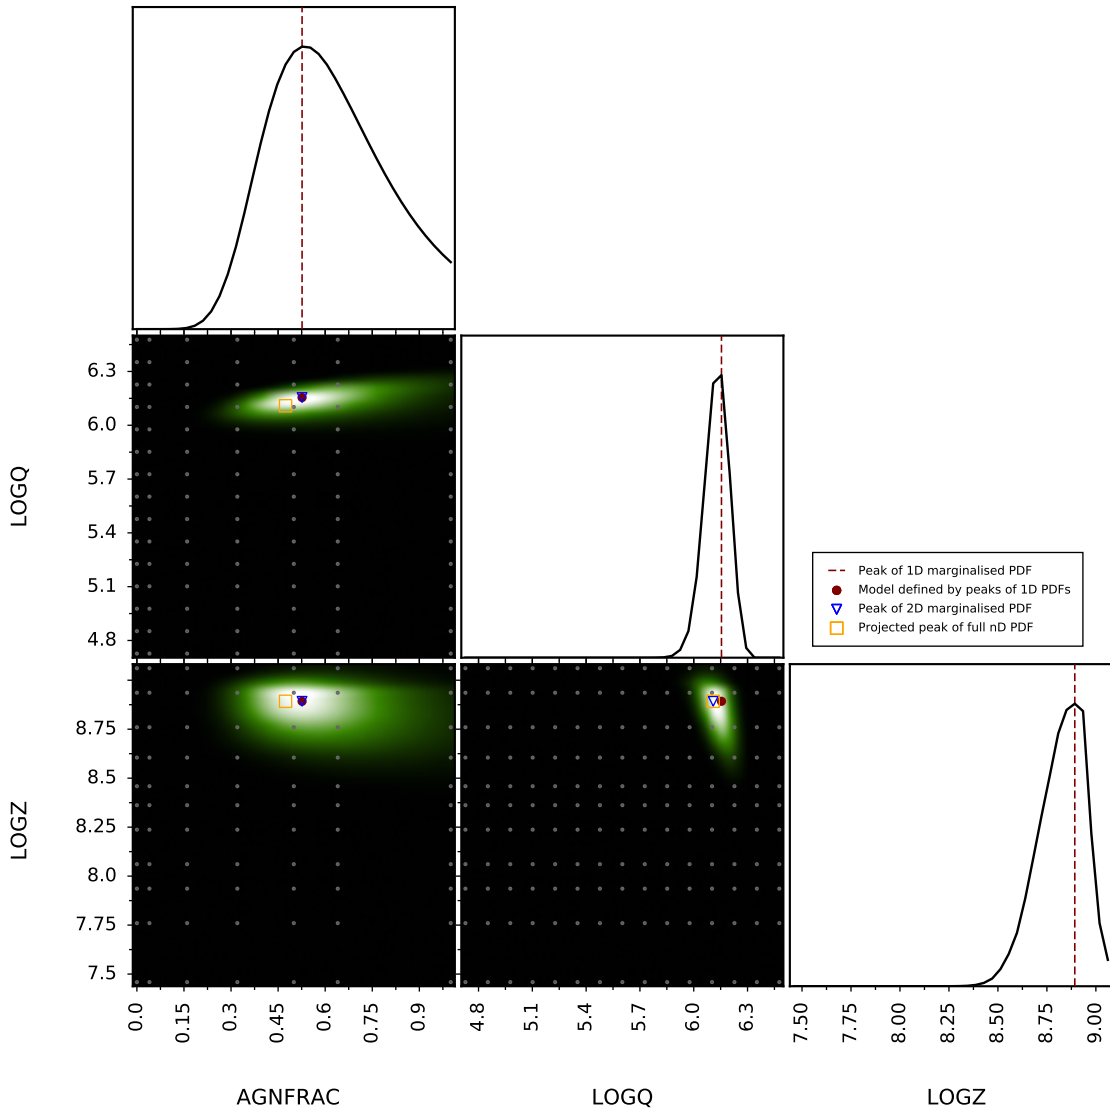 6.3
6.0
5.7
5.4
5.1
4.8
LOGQ
Peak of 1D marginalised PDF
Model defined by peaks of 1D PDFs
Peak of 2D marginalised PDF
Projected peak of full nD PDF
8.75
8.5
8.25
8.0
7.75
7.5
LOGZ
0.0 0.15 0.3 0.45 0.6 0.75 0.9
4.8 5.1 5.4 5.7 6.0 6.3
7.50 7.75 8.00 8.25 8.50 8.75 9.00
AGNFRAC
LOGQ
LOGZ